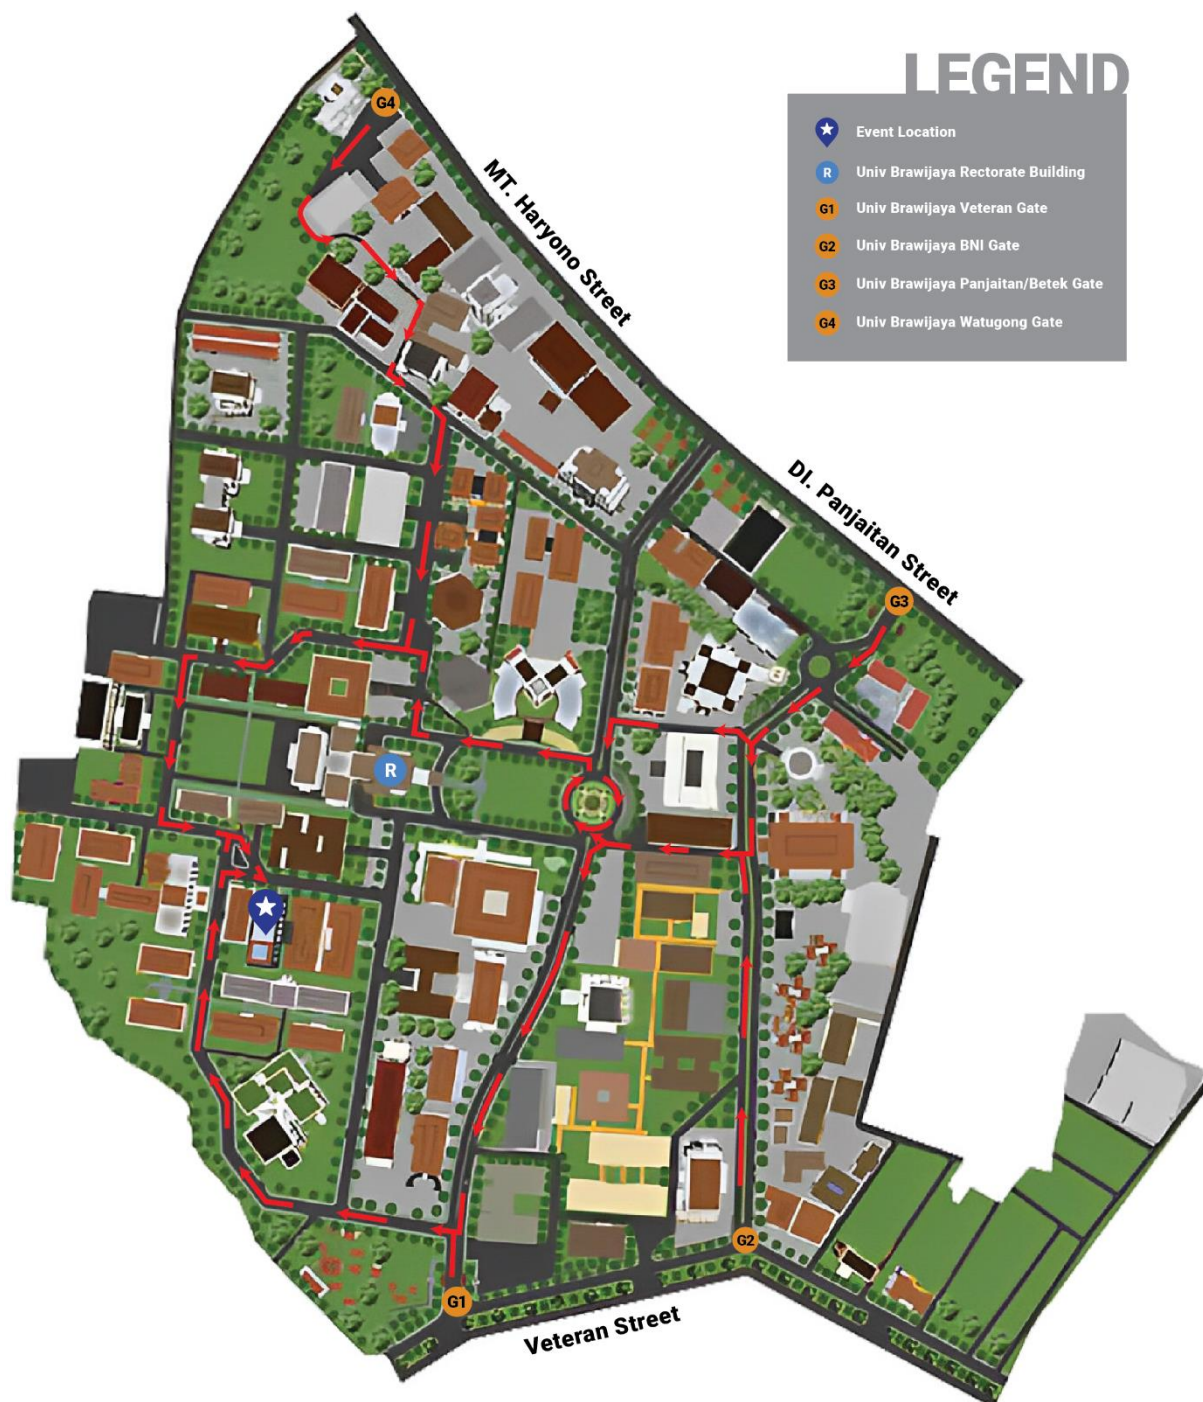 LEGEND
Event Location
R
Univ Brawijaya Rectorate Building
G1
Univ Brawijaya Veteran Gate
G2
Univ Brawijaya BNI Gate
G3
Univ Brawijaya Panjaitan/Betek Gate
G4
Univ Brawijaya Watugong Gate
G4
MT. Haryono Street
DI. Panjaitan Street
G3
R
G2
G1
Veteran Street